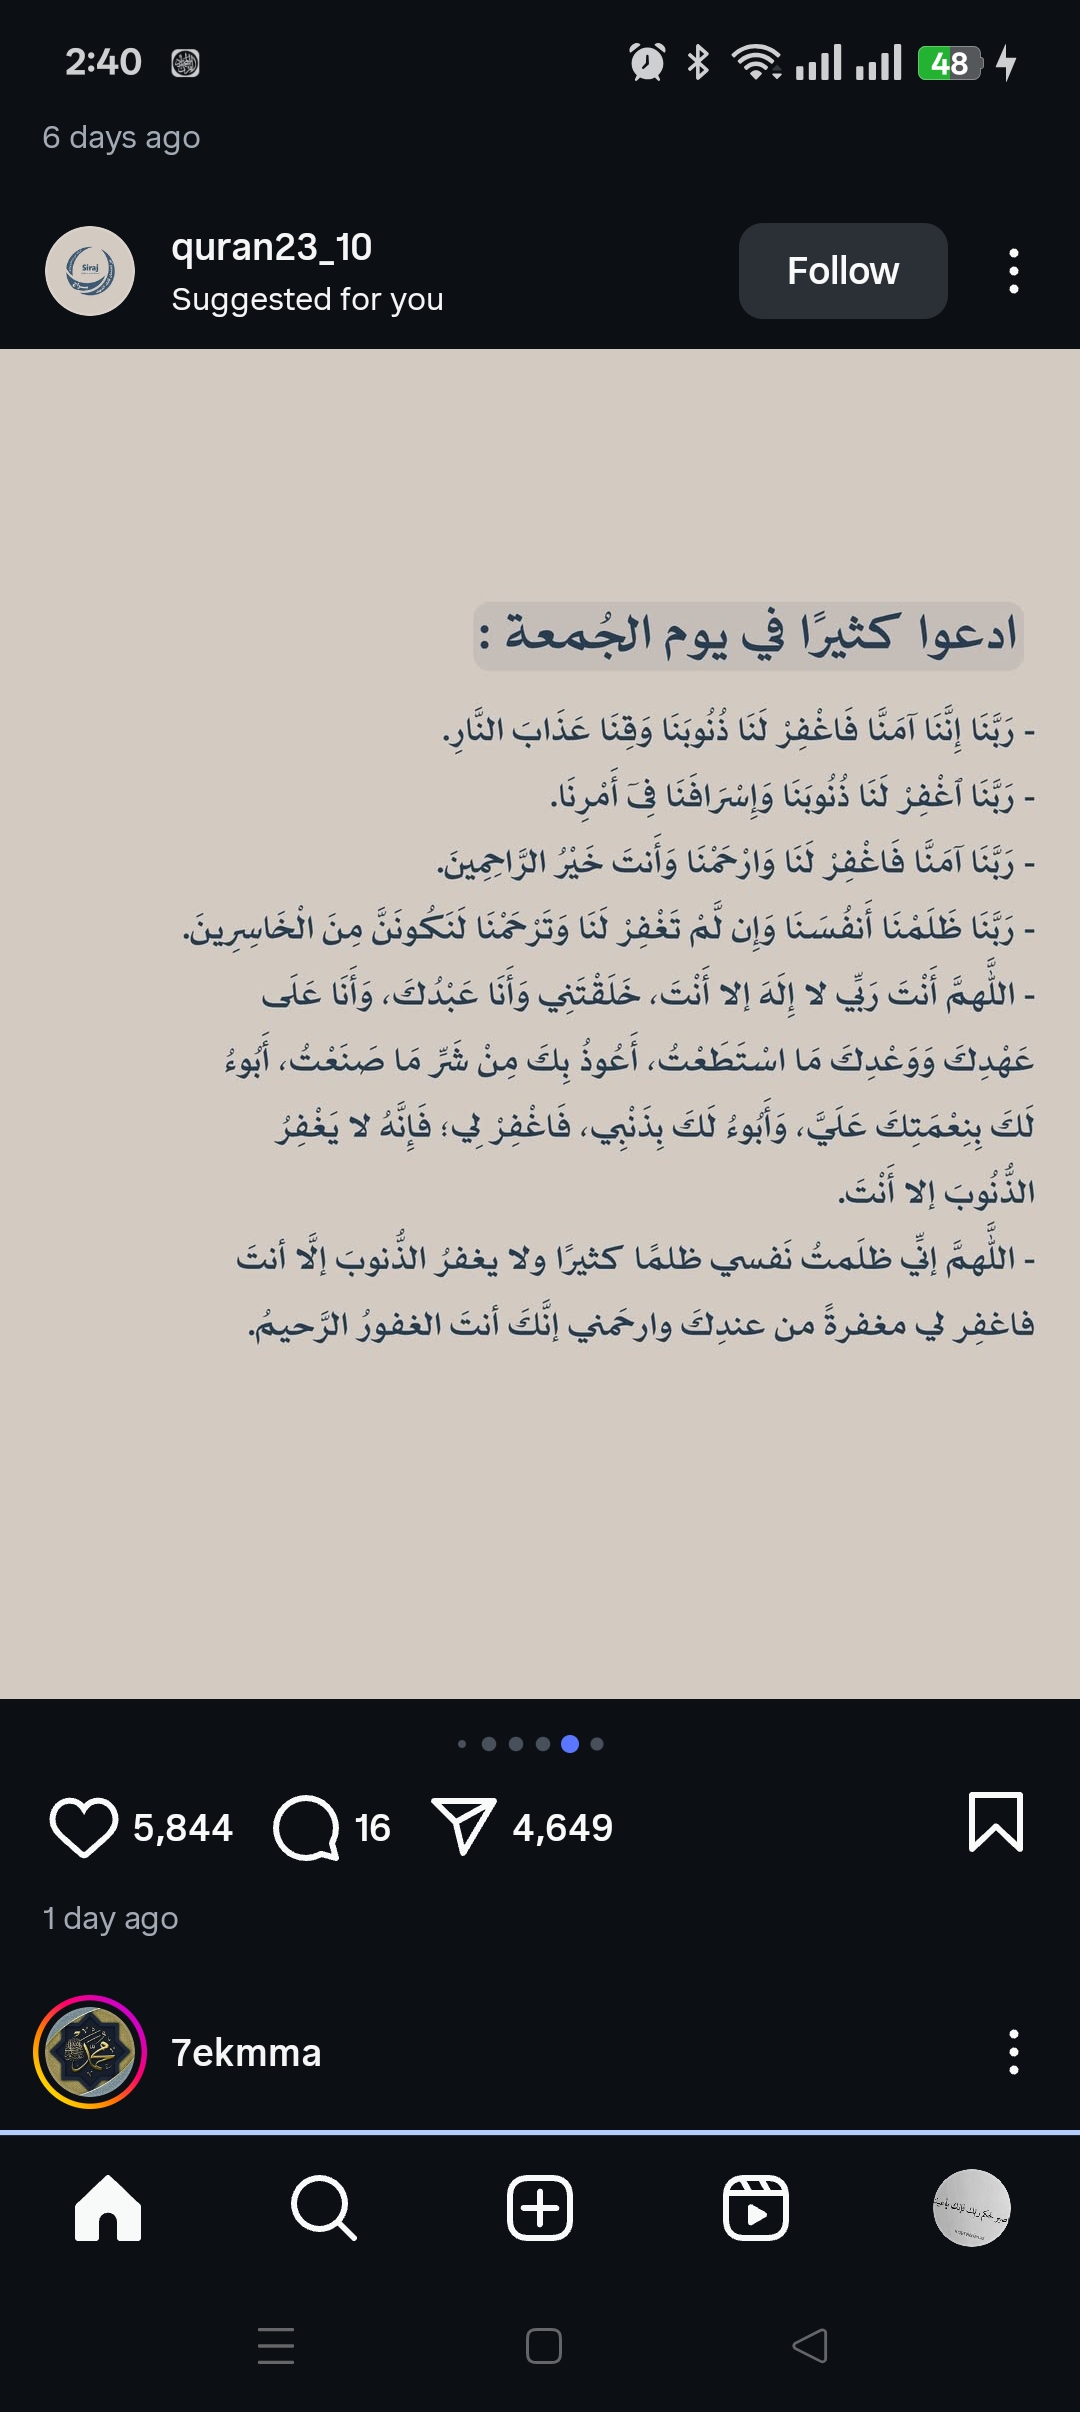 2:40
48
6 days ago
Siraj
quran23_10
Suggested for you
Follow
ادعوا كثيرًا في يوم الجُمعة :
- رَبَّنَا إِنَّنَا آمَنَّا فَاغْفِرْ لَنَا ذُنُوبَنَا وَقِنَا عَذَابَ النَّارِ.
- رَبَّنَا ٱغْفِرْ لَنَا ذُنُوبَنَا وَإِسْرَافَنَا فِىٓ أَمْرِنَا.
- رَبَّنَا آمَنَّا فَاغْفِرْ لَنَا وَارْحَمْنَا وَأَنتَ خَيْرُ الرَّاحِمِينَ.
- رَبَّنَا ظَلَمْنَا أَنفُسَنَا وَإِن لَّمْ تَغْفِرْ لَنَا وَتَرْحَمْنَا لَنَكُونَنَّ مِنَ الْخَاسِرِينَ.
- اللَّهمَّ أَنْتَ رَبِّي لا إِلَهَ إلا أَنْتَ، خَلَقْتَنِي وَأَنَا عَبْدُكَ، وَأَنَا عَلَى
عَهْدِكَ وَوَعْدِكَ مَا اسْتَطَعْتُ، أَعُوذُ بِكَ مِنْ شَرِّ مَا صَنَعْتُ، أَبُوءُ
لَكَ بِنِعْمَتِكَ عَلَيَّ، وَأَبُوءُ لَكَ بِذَنْبِي، فَاغْفِرْ لِي؛ فَإِنَّهُ لا يَغْفِرُ
الذُّنُوبَ إلا أَنْتَ.
- اللَّهمَّ إنِّي ظلَمتُ نَفسي ظلمًا كثيرًا ولا يغفرُ الذُّنوبَ إلَّا أنتَ
فاغفِر لي مغفرةً من عندِكَ وارحَمني إنَّكَ أنتَ الغفورُ الرَّحيمُ.
5,844
16
4,649
1 day ago
7ekmma